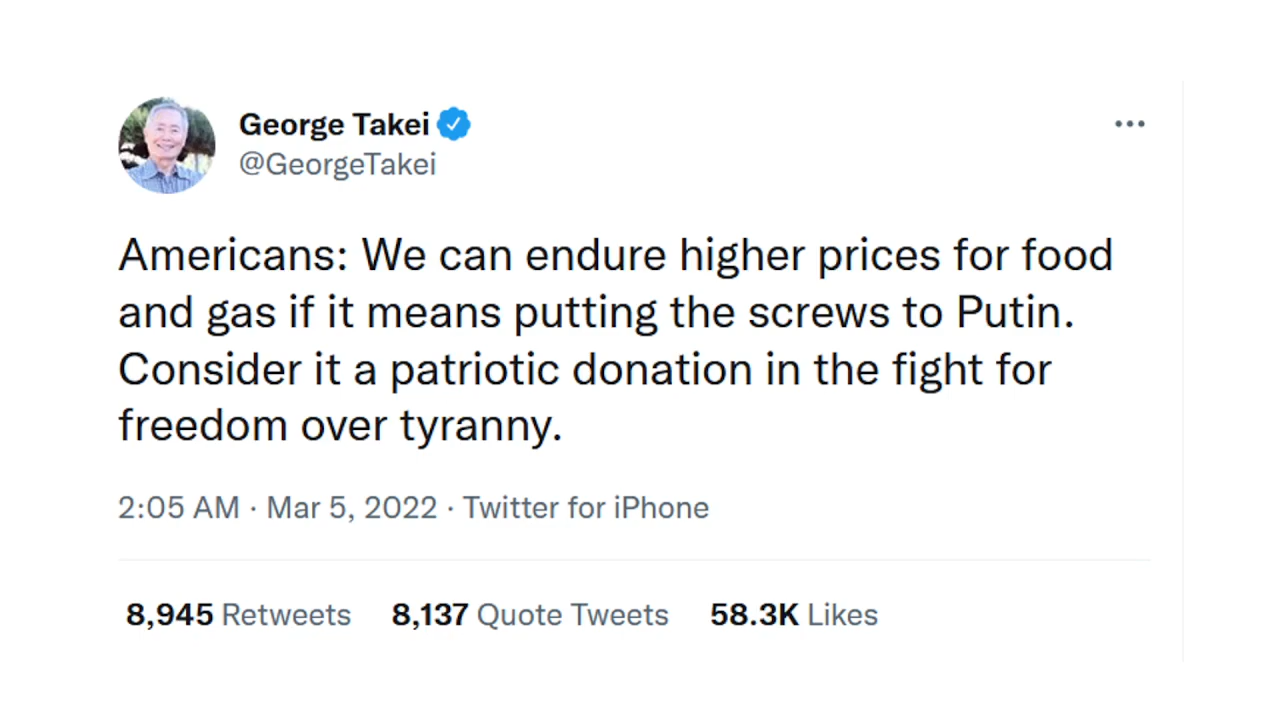 George Takei
@GeorgeTakei
Americans: We can endure higher prices for food
and gas if it means putting the screws to Putin.
Consider it a patriotic donation in the fight for
freedom over tyranny.
2:05 AM · Mar 5, 2022 · Twitter for iPhone
8,945 Retweets 8,137 Quote Tweets 58.3K Likes